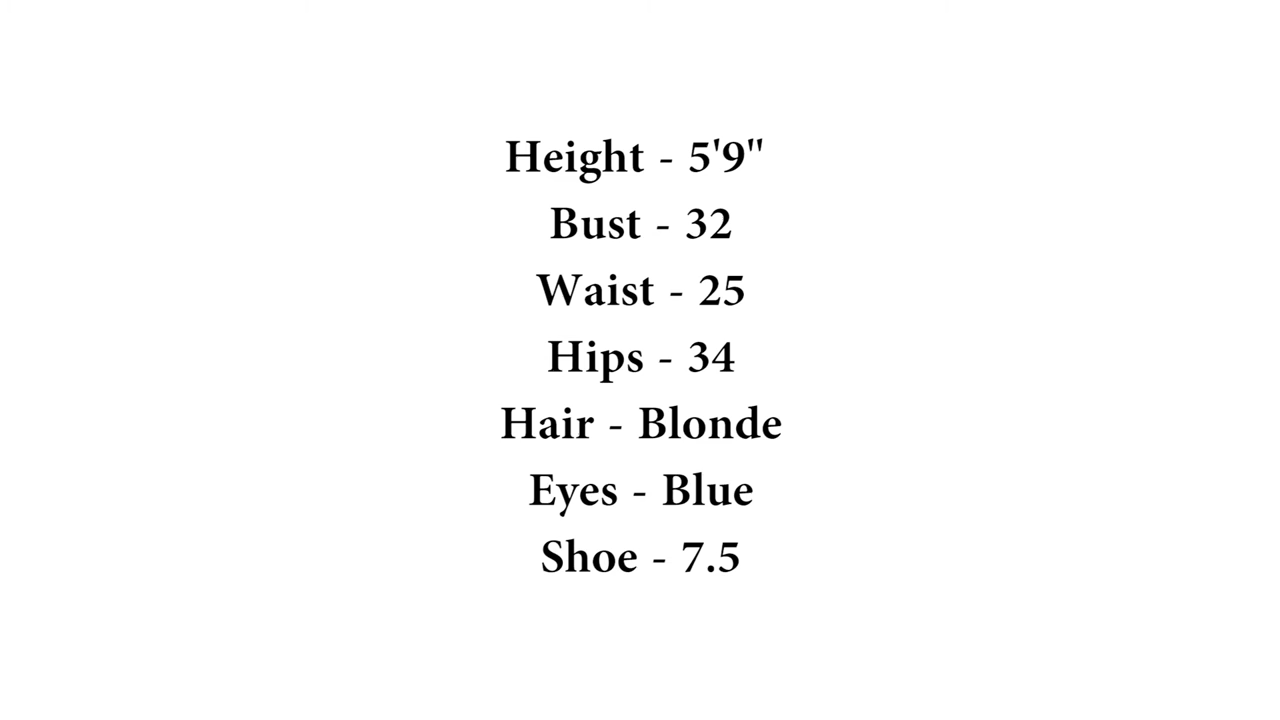 Height - 5'9"
Bust - 32
Waist - 25
Hips - 34
Hair - Blonde
Eyes - Blue
Shoe - 7.5